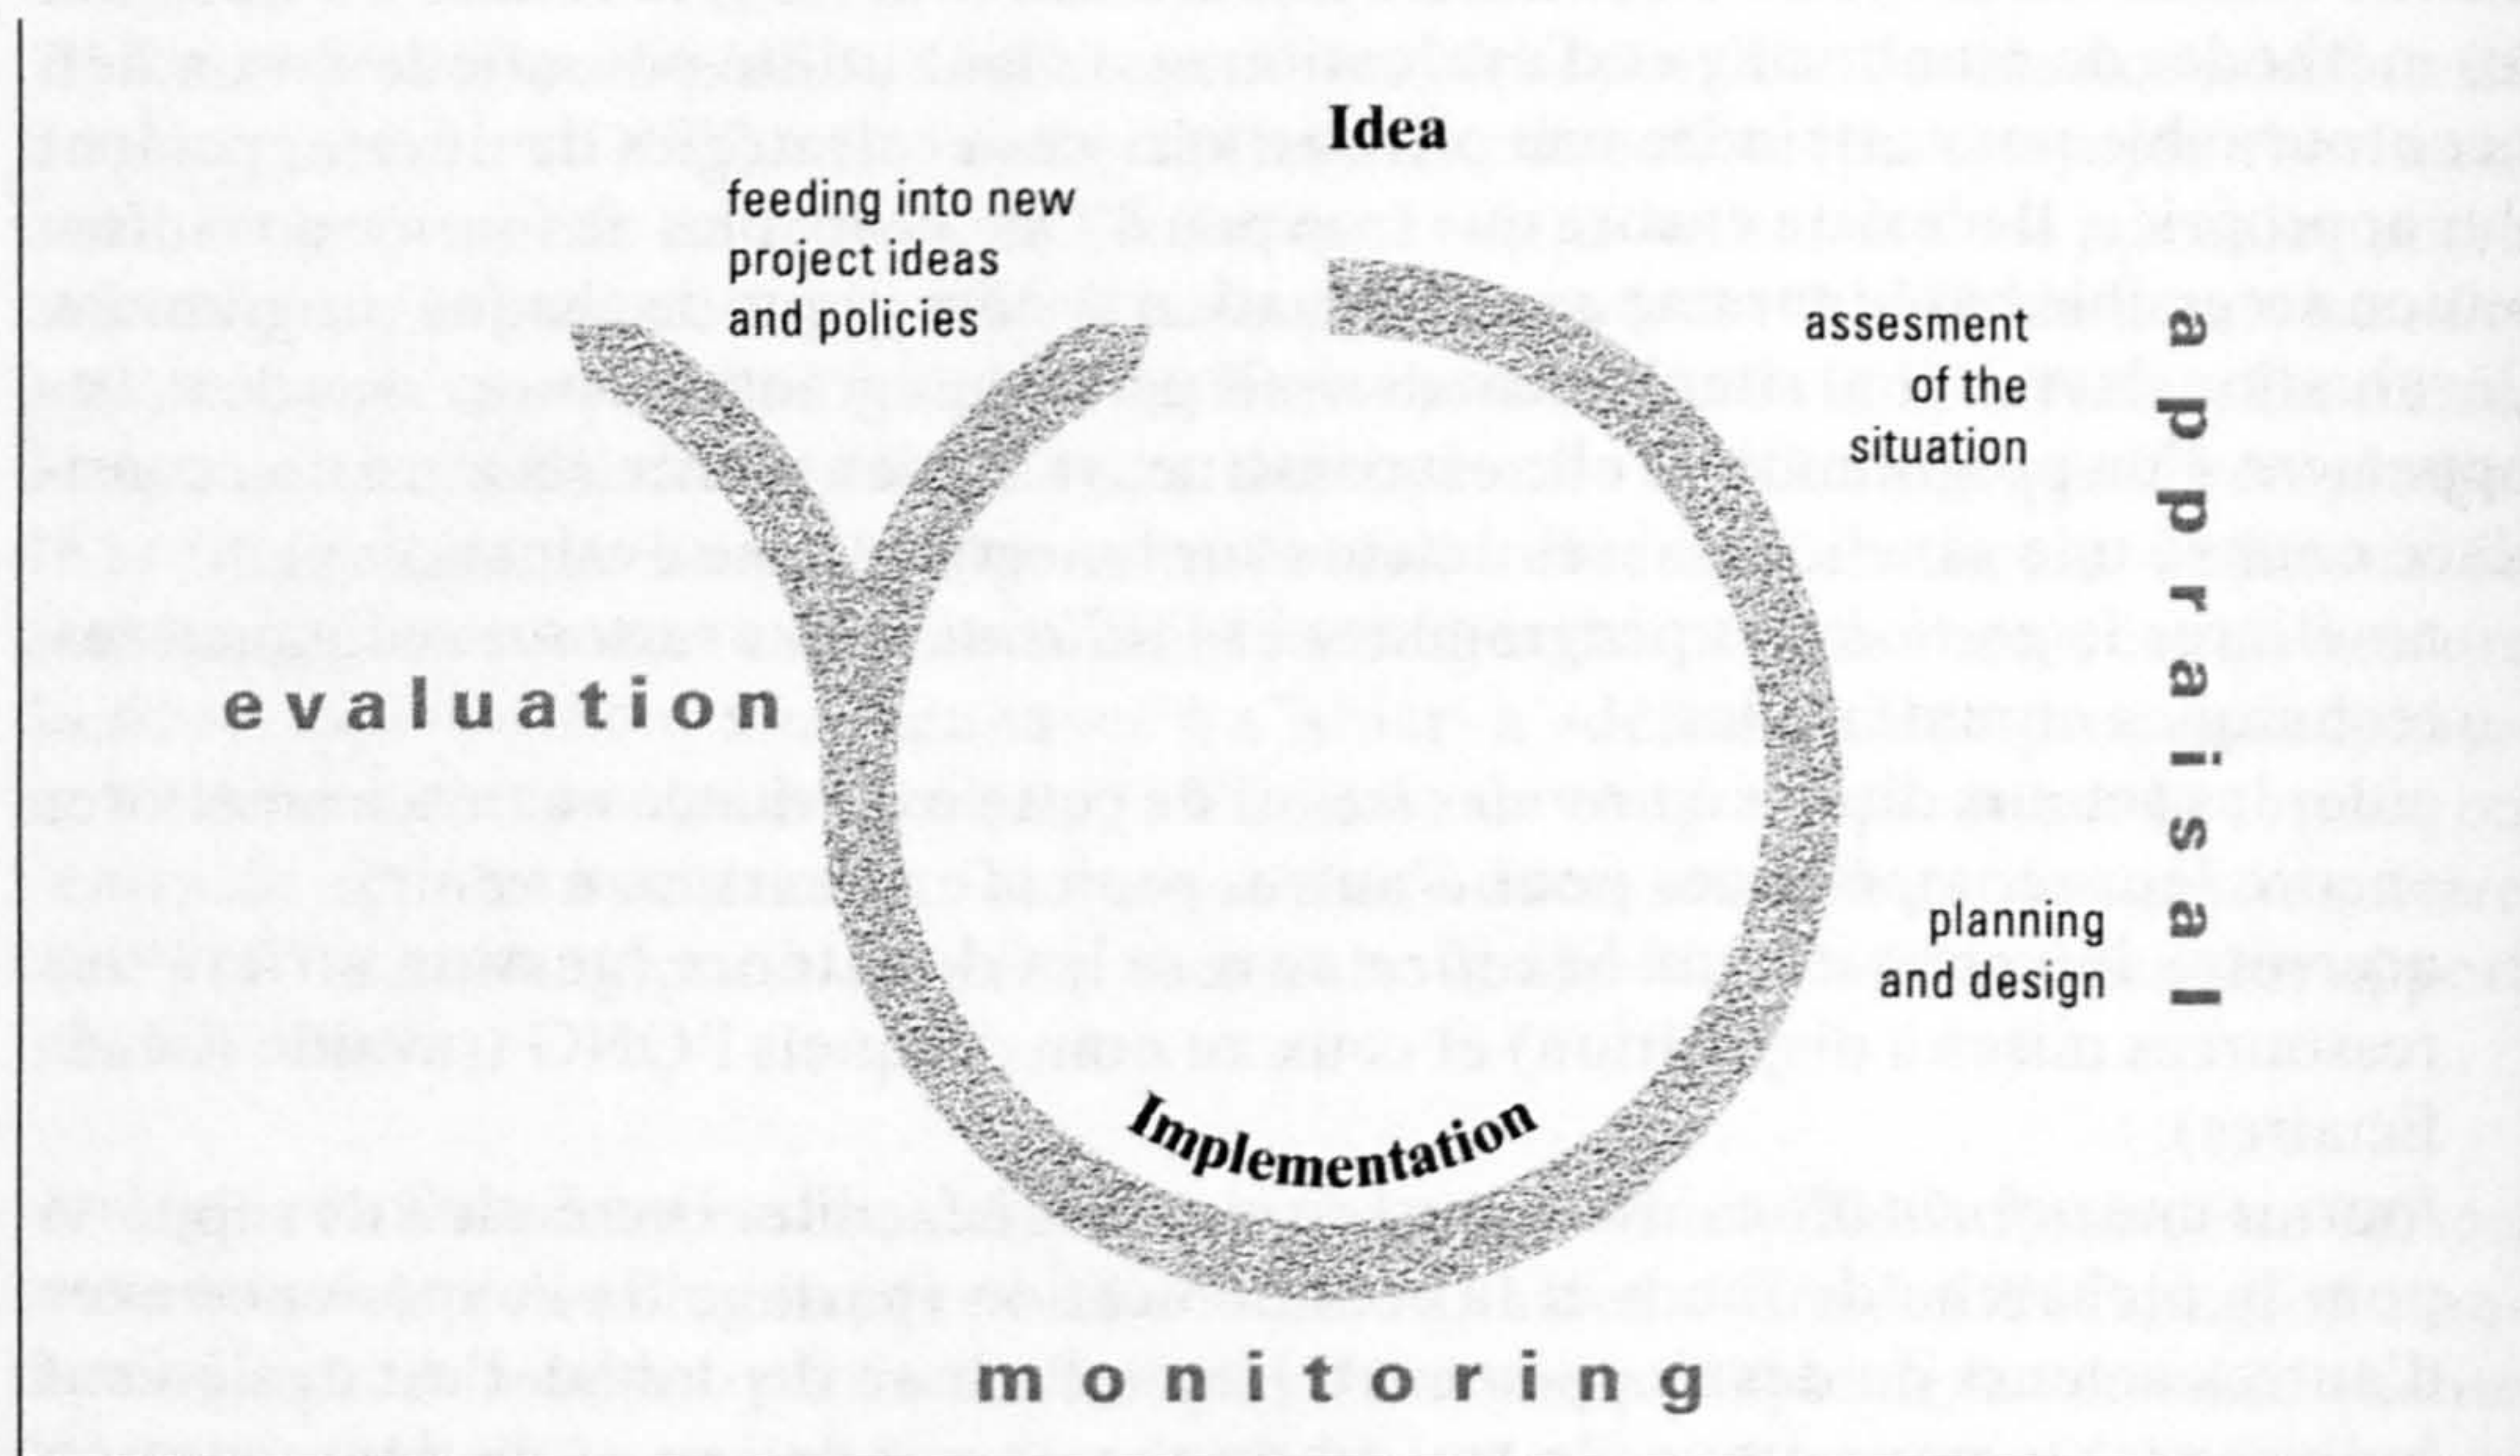 Idea
feeding into new
project ideas
and policies
assesment
of the
situation
appraisal
evaluation
planning
and design
Implementation
monitoring